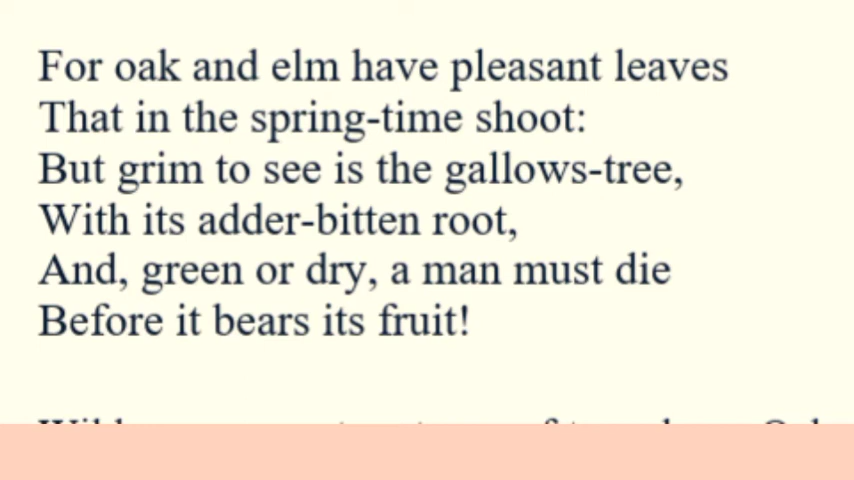 For oak and elm have pleasant leaves
That in the spring-time shoot:
But grim to see is the gallows-tree,
With its adder-bitten root,
And, green or dry, a man must die
Before it bears its fruit!